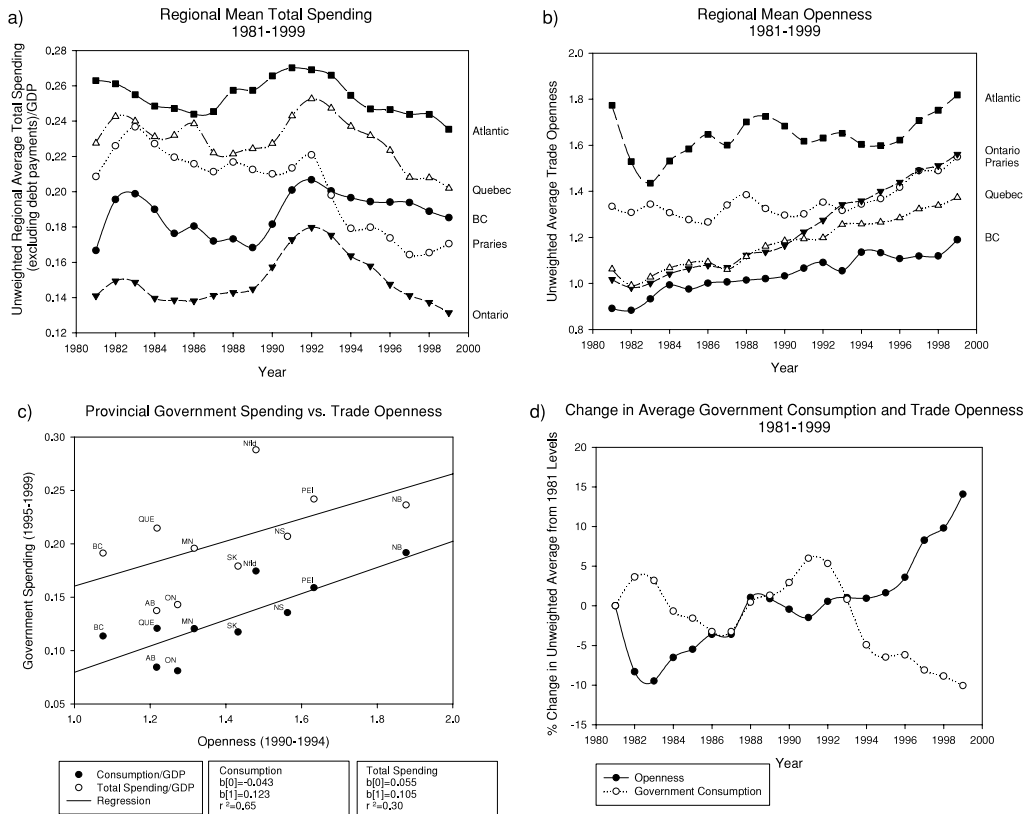 a)
Regional Mean Total Spending
1981-1999
Unweighted Regional Average Total Spending
(excluding debt payments)/GDP
0,28
0,26
0,24
0,22
0,20
0,18
0,16
0,14
0,12
Atlantic
Quebec
BC
Praries
Ontario
1980 1982 1984 1986 1988 1990 1992 1994 1996 1998 2000
Year
b)
Regional Mean Openness
1981-1999
Unweighted Average Trade Openness
2.0
1.8
1.6
1.4
1.2
1.0
0.8
Atlantic
Ontario
Praries
Quebec
BC
1980 1982 1984 1986 1988 1990 1992 1994 1996 1998 2000
Year
c)
Provincial Government Spending vs. Trade Openness
Government Spending (1995-1999)
0.30
0.25
0.20
0.15
0.10
0.05
Nfld
PEI
NB
QUE
NS
BC
MN
SK
Nfld
NB
PEI
AB
ON
NS
BC
QUE
MN
SK
AB
ON
1.0 1.2 1.4 1.6 1.8 2.0
Openness (1990-1994)
Consumption/GDP
Total Spending/GDP
Regression
Consumption
b[0]=-0.043
b[1]=0.123
r ²=0.65
Total Spending
b[0]=0.055
b[1]=0.105
r ²=0.30
d)
Change in Average Government Consumption and Trade Openness
1981-1999
% Change in Unweighted Average from 1981 Levels
20
15
10
5
0
-5
-10
-15
1980 1982 1984 1986 1988 1990 1992 1994 1996 1998 2000
Year
Openness
Government Consumption